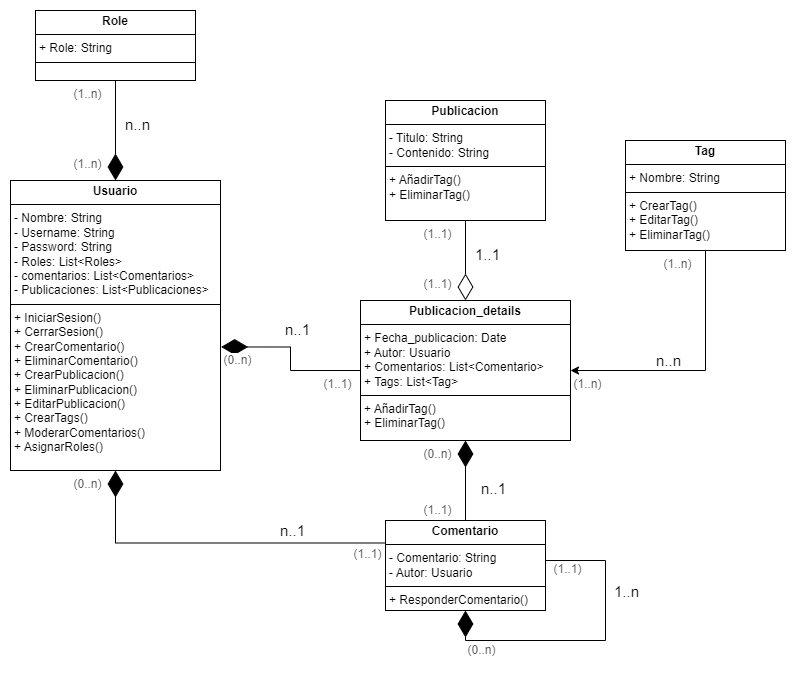 Role
+ Role: String
(1..n)
n..n
(1..n)
Usuario
- Nombre: String
- Username: String
- Password: String
- Roles: List<Roles>
- comentarios: List<Comentarios>
- Publicaciones: List<Publicaciones>
+ IniciarSesion()
+ CerrarSesion()
+ CrearComentario()
+ EliminarComentario()
+ CrearPublicacion()
+ EliminarPublicacion()
+ EditarPublicacion()
+ CrearTags()
+ ModerarComentarios()
+ AsignarRoles()
Publicacion
- Titulo: String
- Contenido: String
+ AñadirTag()
+ EliminarTag()
(1..1)
1..1
(1..1)
Tag
+ Nombre: String
+ CrearTag()
+ EditarTag()
+ EliminarTag()
(1..n)
n..n
(1..n)
Publicacion_details
+ Fecha_publicacion: Date
+ Autor: Usuario
+ Comentarios: List<Comentario>
+ Tags: List<Tag>
+ AñadirTag()
+ EliminarTag()
n..1
(0..n)
(1..1)
(0..n)
n..1
(1..1)
(0..n)
n..1
(1..1)
Comentario
- Comentario: String
- Autor: Usuario
+ ResponderComentario()
(1..1)
1..n
(0..n)